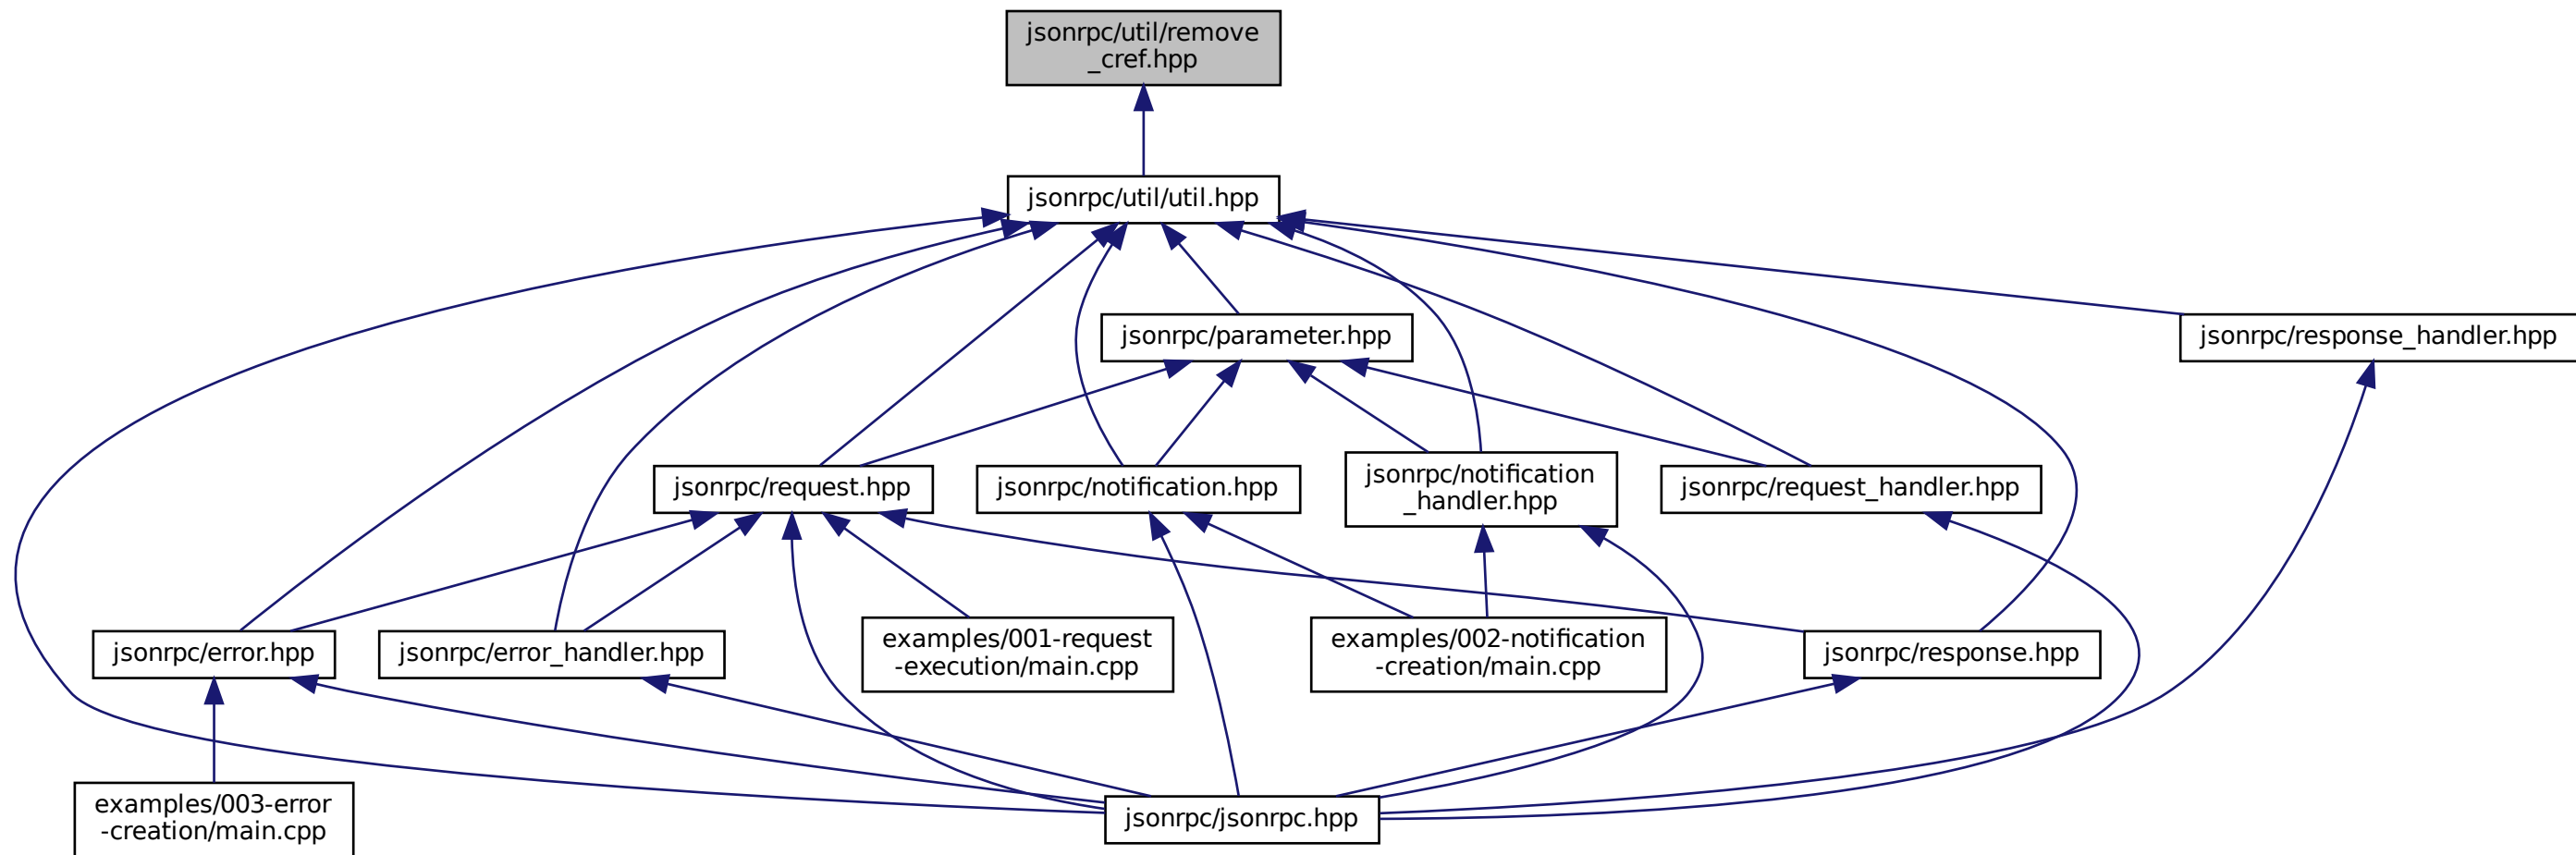 jsonrpc/util/remove
_cref.hpp
jsonrpc/util/util.hpp
jsonrpc/parameter.hpp
jsonrpc/response_handler.hpp
jsonrpc/request.hpp
jsonrpc/notification.hpp
jsonrpc/notification
_handler.hpp
jsonrpc/request_handler.hpp
jsonrpc/error.hpp
jsonrpc/error_handler.hpp
examples/001-request
-execution/main.cpp
examples/002-notification
-creation/main.cpp
jsonrpc/response.hpp
examples/003-error
-creation/main.cpp
jsonrpc/jsonrpc.hpp